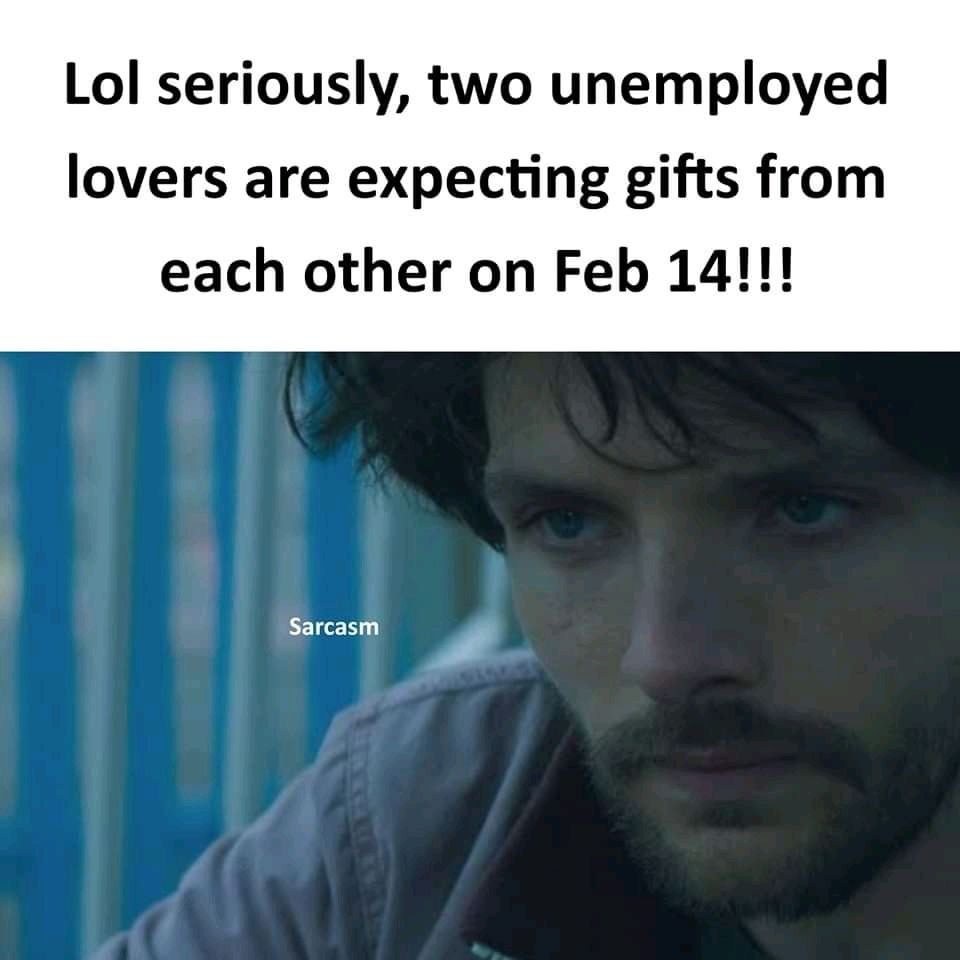 Lol seriously, two unemployed
lovers are expecting gifts from
each other on Feb 14!!!
Sarcasm